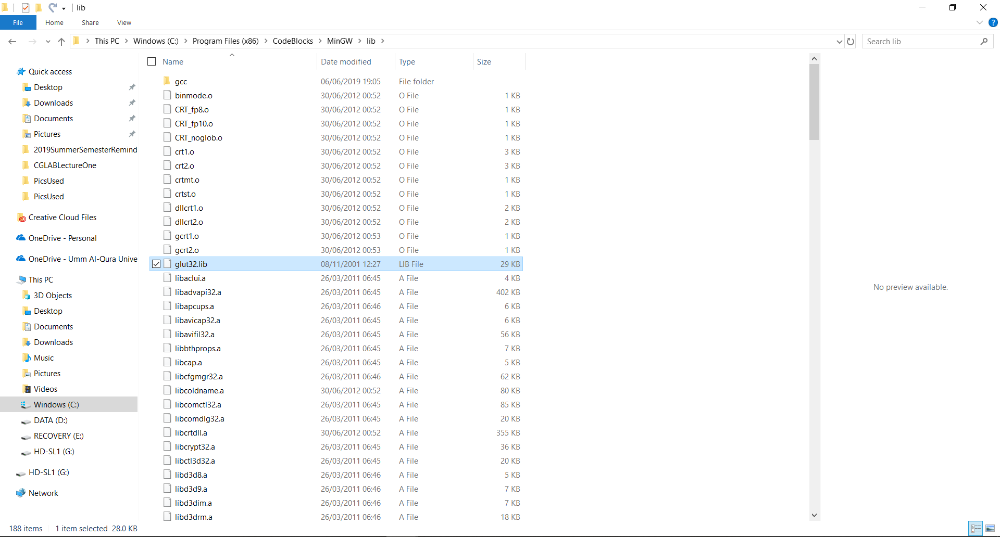 lib
File Home Share View
This PC Windows (C:) Program Files (x86) CodeBlocks MinGW lib
Search lib
Name Date modified Type Size
Quick access
Desktop
Downloads
Documents
Pictures
2019SummerSemesterRemind
CGLABLectureOne
PicsUsed
PicsUsed
Creative Cloud Files
OneDrive - Personal
OneDrive - Umm Al-Qura Unive
This PC
3D Objects
Desktop
Documents
Downloads
Music
Pictures
Videos
Windows (C:)
DATA (D:)
RECOVERY (E:)
HD-SL1 (G:)
HD-SL1 (G:)
Network
gcc 06/06/2019 19:05 File folder
binmode.o 30/06/2012 00:52 O File 1 KB
CRT_fp8.o 30/06/2012 00:52 O File 1 KB
CRT_fp10.o 30/06/2012 00:52 O File 1 KB
CRT_noglob.o 30/06/2012 00:52 O File 1 KB
crt1.o 30/06/2012 00:52 O File 3 KB
crt2.o 30/06/2012 00:52 O File 3 KB
crtmt.o 30/06/2012 00:52 O File 1 KB
crtst.o 30/06/2012 00:52 O File 1 KB
dllcrt1.o 30/06/2012 00:52 O File 2 KB
dllcrt2.o 30/06/2012 00:52 O File 2 KB
gcrt1.o 30/06/2012 00:53 O File 1 KB
gcrt2.o 30/06/2012 00:53 O File 1 KB
glut32.lib 08/11/2001 12:27 LIB File 29 KB
libaclui.a 26/03/2011 06:45 A File 4 KB
libadvapi32.a 26/03/2011 06:45 A File 402 KB
libapcups.a 26/03/2011 06:46 A File 6 KB
libavicap32.a 26/03/2011 06:45 A File 6 KB
libavifil32.a 26/03/2011 06:45 A File 56 KB
libbthprops.a 26/03/2011 06:45 A File 7 KB
libcap.a 26/03/2011 06:45 A File 5 KB
libcfgmgr32.a 26/03/2011 06:46 A File 62 KB
libcoldname.a 30/06/2012 00:52 A File 80 KB
libcomctl32.a 26/03/2011 06:45 A File 85 KB
libcomdlg32.a 26/03/2011 06:45 A File 20 KB
libcrtdll.a 30/06/2012 00:52 A File 355 KB
libcrypt32.a 26/03/2011 06:45 A File 36 KB
libctl3d32.a 26/03/2011 06:45 A File 20 KB
libd3d8.a 26/03/2011 06:46 A File 5 KB
libd3d9.a 26/03/2011 06:46 A File 7 KB
libd3dim.a 26/03/2011 06:46 A File 7 KB
libd3drm.a 26/03/2011 06:46 A File 18 KB
No preview available.
188 items 1 item selected 28.0 KB